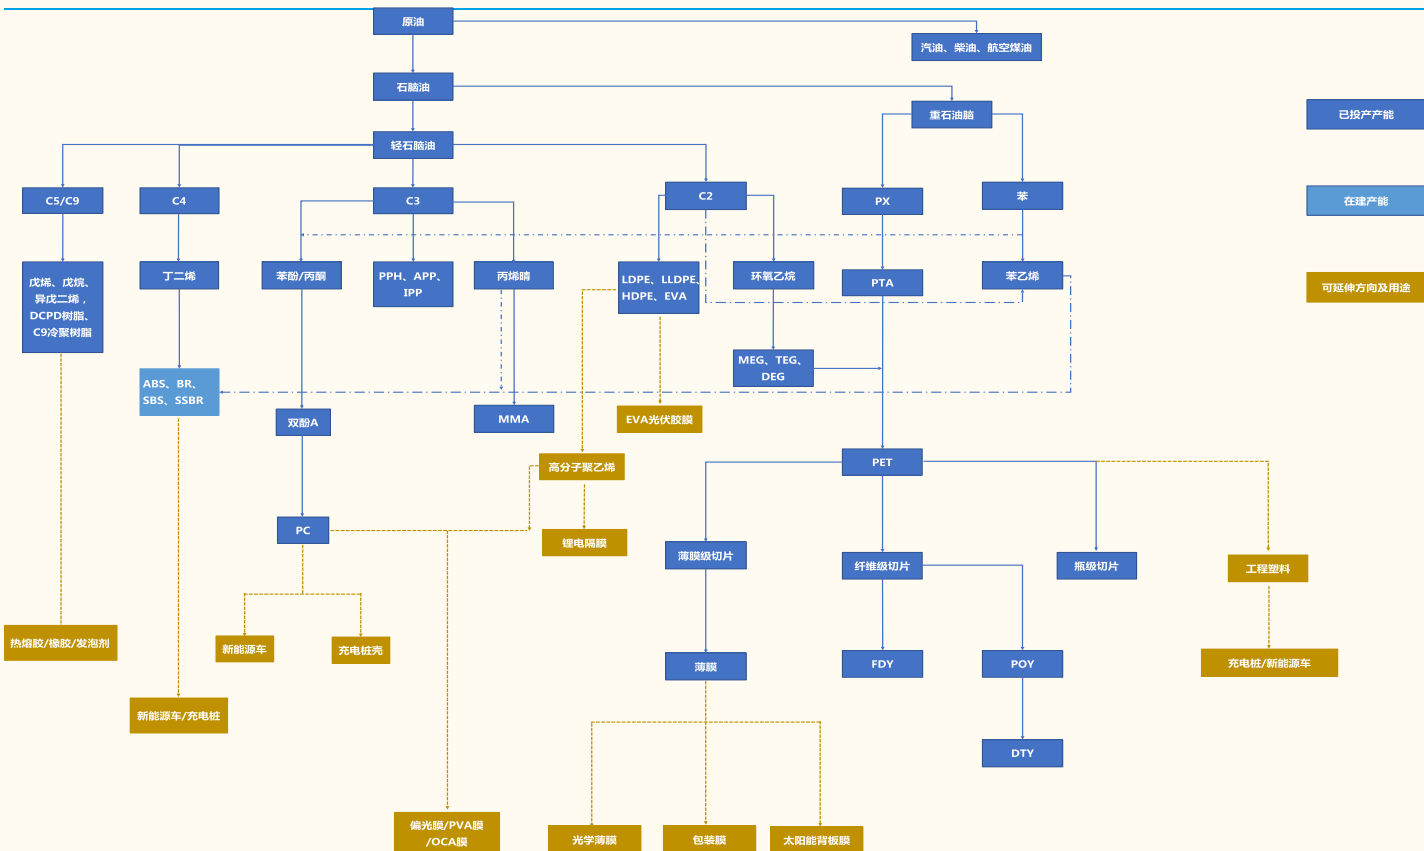 原油
汽油、柴油、航空煤油
石脑油
重石油脑
已投产产能
轻石脑油
C5/C9
C4
C3
C2
PX
苯
在建产能
戊烯、戊烷、
异戊二烯，
DCPD树脂、
C9冷聚树脂
丁二烯
苯酚/丙酮
PPH、APP、
IPP
丙烯晴
LDPE、LLDPE、
HDPE、EVA
环氧乙烷
PTA
苯乙烯
可延伸方向及用途
MEG、TEG、
DEG
ABS、BR、
SBS、SSBR
双酚A
MMA
EVA光伏胶膜
高分子聚乙烯
PET
PC
锂电隔膜
薄膜级切片
纤维级切片
瓶级切片
工程塑料
热熔胶/橡胶/发泡剂
新能源车
充电桩壳
薄膜
FDY
POY
充电桩/新能源车
新能源车/充电桩
DTY
偏光膜/PVA膜
/OCA膜
光学薄膜
包装膜
太阳能背板膜